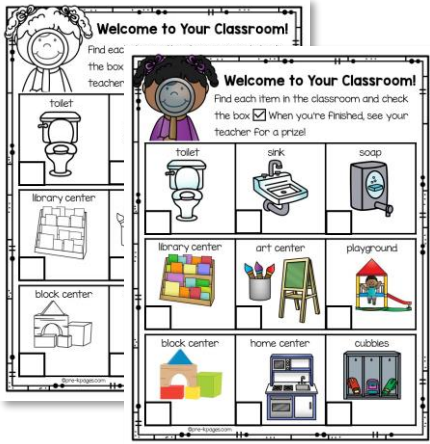 Welcome to Your Classroom!
Find each
the box
teacher
toilet
library center
block center
©pre-kpages.com
Welcome to Your Classroom!
Find each item in the classroom and check
the box ☑ When you're finished, see your
teacher for a prize!
toilet
sink
soap
library center
art center
playground
block center
home center
cubbies
©pre-kpages.com